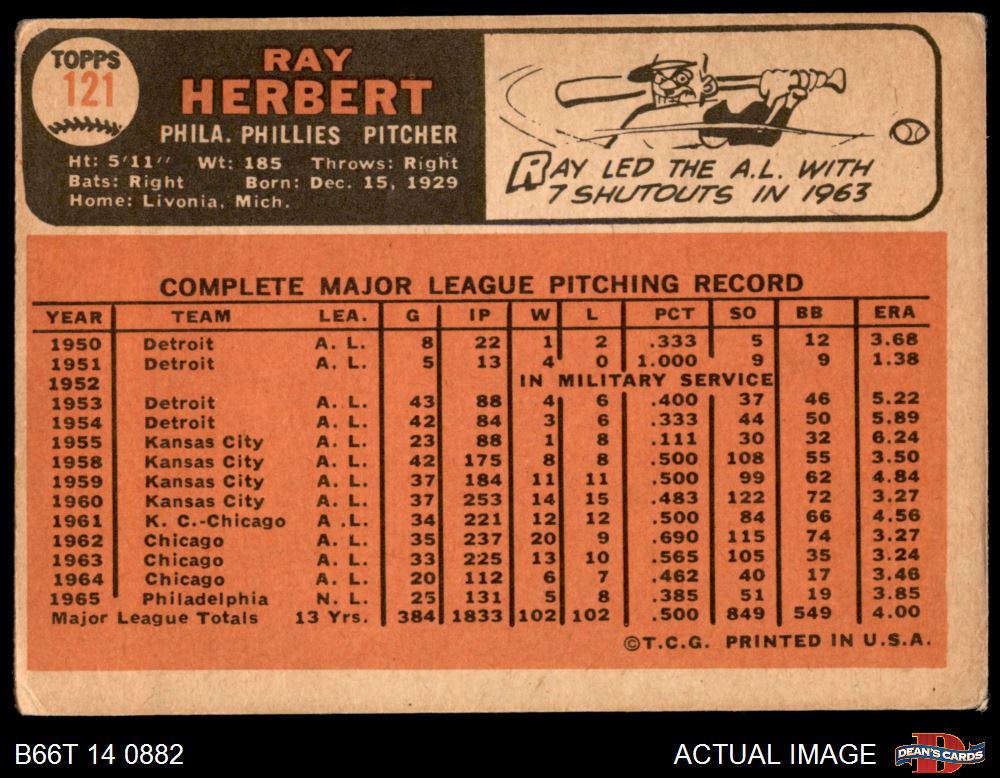 TOPPS
121
RAY
HERBERT
PHILA. PHILLIES PITCHER
Ht: 5'11" Wt: 185 Throws: Right
Bats: Right Born: Dec. 15, 1929
Home: Livonia, Mich.
RAY LED THE A.L. WITH
7 SHUTOUTS IN 1963
COMPLETE MAJOR LEAGUE PITCHING RECORD
YEAR TEAM LEA. G IP W L PCT SO BB ERA
1950 Detroit A. L. 8 22 1 2 .333 5 12 3.68
1951 Detroit A. L. 5 13 4 0 1.000 9 9 1.38
1952 IN MILITARY SERVICE
1953 Detroit A. L. 43 88 4 6 .400 37 46 5.22
1954 Detroit A. L. 42 84 3 6 .333 44 50 5.89
1955 Kansas City A. L. 23 88 1 8 .111 30 32 6.24
1958 Kansas City A. L. 42 175 8 8 .500 108 55 3.50
1959 Kansas City A. L. 37 184 11 11 .500 99 62 4.84
1960 Kansas City A. L. 37 253 14 15 .483 122 72 3.27
1961 K. C.-Chicago A .L. 34 221 12 12 .500 84 66 4.56
1962 Chicago A. L. 35 237 20 9 .690 115 74 3.27
1963 Chicago A. L. 33 225 13 10 .565 105 35 3.24
1964 Chicago A. L. 20 112 6 7 .462 40 17 3.46
1965 Philadelphia N. L. 25 131 5 8 .385 51 19 3.85
Major League Totals 13 Yrs. 384 1833 102 102 .500 849 549 4.00
©T.C.G. PRINTED IN U.S.A.
B66T 14 0882
ACTUAL IMAGE
DEAN'S CARDS